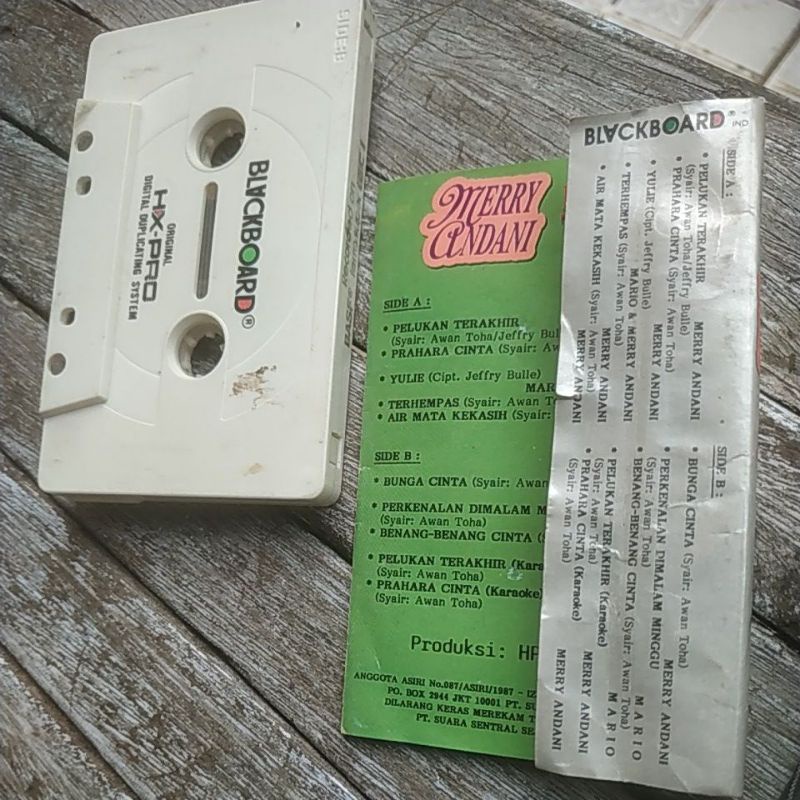 SIDE:B
BLACKBOARD®
ORIGINAL
HX-PRO
DIGITAL DUPLICATING SYSTEM
MERRY
ANDANI
SIDE A :
• PELUKAN TERAKHIR
(Syair: Awan Toha/Jeffry Bul
• PRAHARA CINTA (Syair: Aw
• YULIE (Cipt. Jeffry Bulle)
MAR
• TERHEMPAS (Syair: Awan T
• AIR MATA KEKASIH (Syair:
SIDE B :
• BUNGA CINTA (Syair: Awan
• PERKENALAN DIMALAM M
(Syair: Awan Toha)
• BENANG-BENANG CINTA (S
• PELUKAN TERAKHIR (Kara
(Syair: Awan Toha)
• PRAHARA CINTA (Karaoke)
(Syair: Awan Toha)
Produksi: HP
ANGGOTA ASIRI No.087/ASIRI/1987 - IZ
PO. BOX 2944 JKT 10001 PT. SU
DILARANG KERAS MEREKAM T
PT. SUARA SENTRAL SE
BLACKBOARD® IND
SIDE A :
• PELUKAN TERAKHIR MERRY ANDANI
(Syair: Awan Toha/Jeffry Bulle)
• PRAHARA CINTA (Syair: Awan Toha)
MERRY ANDANI
• YULIE (Cipt. Jeffry Bulle)
MARIO & MERRY ANDANI
• TERHEMPAS (Syair: Awan Toha)
MERRY ANDANI
• AIR MATA KEKASIH (Syair: Awan Toha)
MERRY ANDANI
SIDE B :
• BUNGA CINTA (Syair: Awan Toha)
MERRY ANDANI
• PERKENALAN DIMALAM MINGGU
(Syair: Awan Toha) MARIO
• BENANG-BENANG CINTA (Syair: Awan Toha)
MARIO
• PELUKAN TERAKHIR (Karaoke)
(Syair: Awan Toha) MERRY ANDANI
• PRAHARA CINTA (Karaoke)
(Syair: Awan Toha) MERRY ANDANI